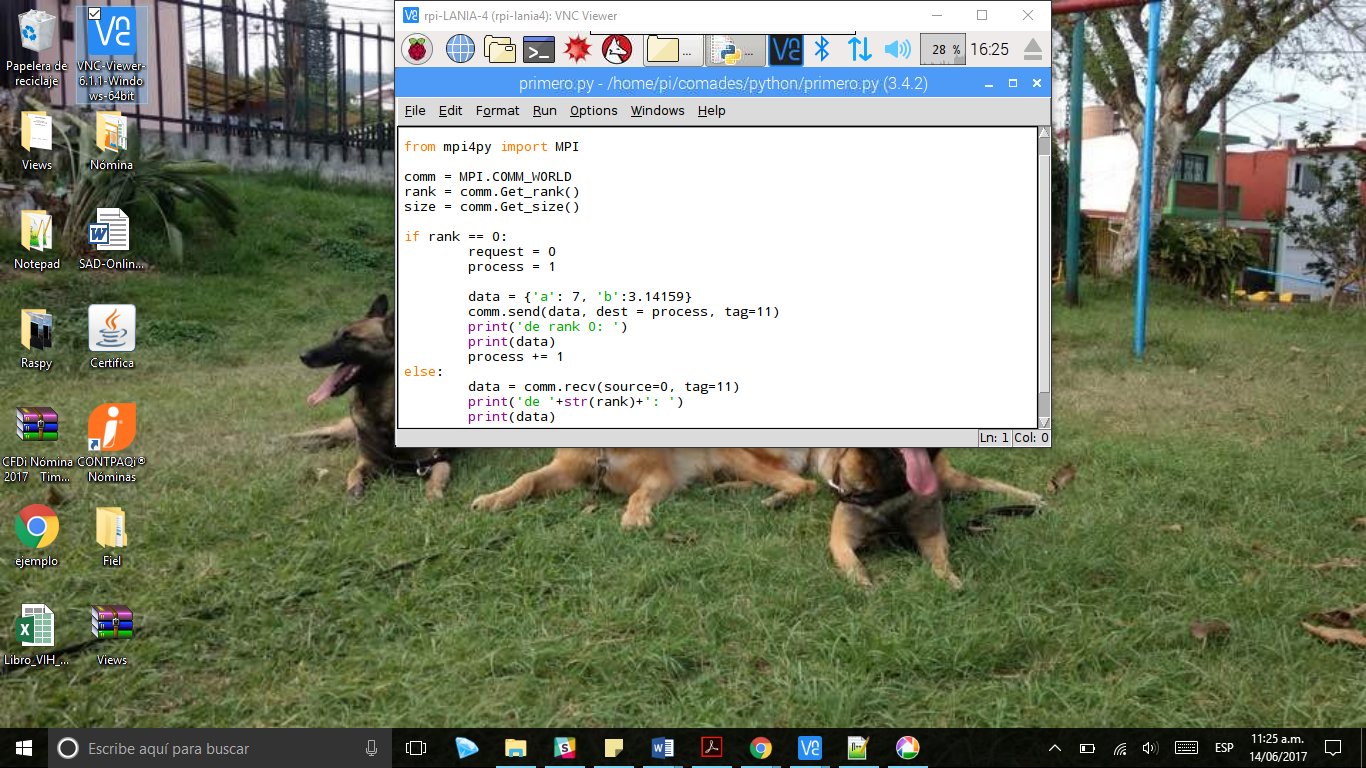 Papelera de
reciclaje
VNC-Viewer-
6.1.1-Windo
ws-64bit
Views
Nómina
Notepad
SAD-Onlin...
Raspy
Certifica
CFDi Nómina
2017 Tim...
CONTPAQi®
Nóminas
ejemplo
Fiel
Libro_VIH_...
Views
rpi-LANIA-4 (rpi-lania4): VNC Viewer
... ... 28 % 16:25
primero.py - /home/pi/comades/python/primero.py (3.4.2)
File Edit Format Run Options Windows Help
from mpi4py import MPI
comm = MPI.COMM_WORLD
rank = comm.Get_rank()
size = comm.Get_size()
if rank == 0:
request = 0
process = 1
data = {'a': 7, 'b':3.14159}
comm.send(data, dest = process, tag=11)
print('de rank 0: ')
print(data)
process += 1
else:
data = comm.recv(source=0, tag=11)
print('de '+str(rank)+': ')
print(data)
Ln: 1 Col: 0
Escribe aquí para buscar
ESP
11:25 a.m.
14/06/2017